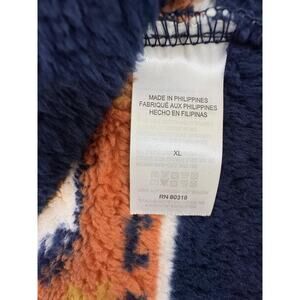 MADE IN PHILIPPINES
FABRIQUÉ AUX PHILIPPINES
HECHO EN FILIPINAS
XL
RN 80318